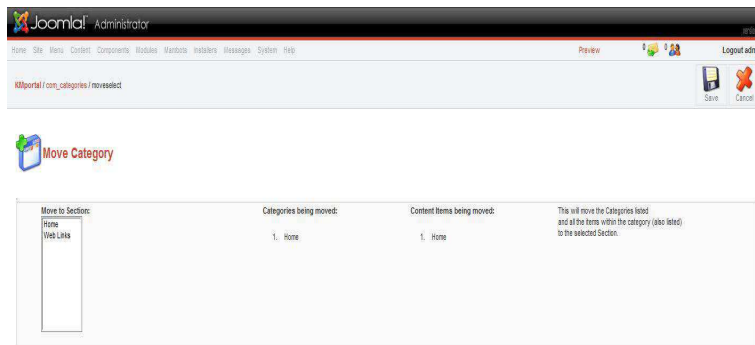 Joomla! Administrator
Home Site Menu Content Components Modules Mambots Installers Messages System Help
Preview 0 0 Logout adm
KMportal / com_categories / moveselect
Save Cancel
Move Category
Move to Section: Categories being moved: Content Items being moved: This will move the Categories listed
and all the items within the category (also listed)
to the selected Section.
Home
Web Links
1. Home 1. Home